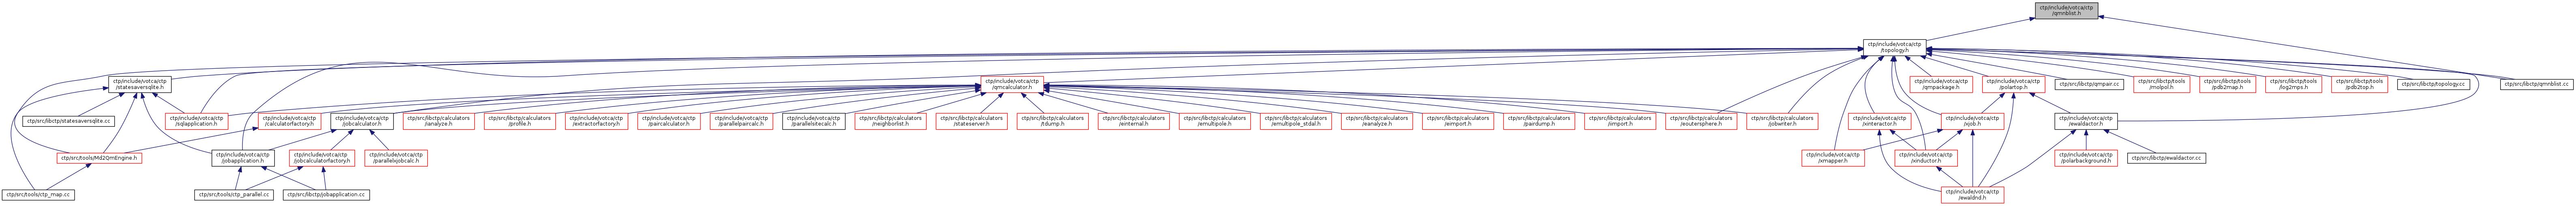 ctp/include/votca/ctp
/qmnblist.h
ctp/include/votca/ctp
/topology.h
ctp/include/votca/ctp
/statesaversqlite.h
ctp/include/votca/ctp
/qmcalculator.h
ctp/include/votca/ctp
/qmpackage.h
ctp/include/votca/ctp
/polartop.h
ctp/src/libctp/qmpair.cc
ctp/src/libctp/tools
/molpol.h
ctp/src/libctp/tools
/pdb2map.h
ctp/src/libctp/tools
/log2mps.h
ctp/src/libctp/tools
/pdb2top.h
ctp/src/libctp/topology.cc
ctp/src/libctp/qmnblist.cc
ctp/src/libctp/statesaversqlite.cc
ctp/include/votca/ctp
/sqlapplication.h
ctp/include/votca/ctp
/calculatorfactory.h
ctp/include/votca/ctp
/jobcalculator.h
ctp/src/libctp/calculators
/ianalyze.h
ctp/src/libctp/calculators
/profile.h
ctp/include/votca/ctp
/extractorfactory.h
ctp/include/votca/ctp
/paircalculator.h
ctp/include/votca/ctp
/parallelpaircalc.h
ctp/include/votca/ctp
/parallelsitecalc.h
ctp/src/libctp/calculators
/neighborlist.h
ctp/src/libctp/calculators
/stateserver.h
ctp/src/libctp/calculators
/tdump.h
ctp/src/libctp/calculators
/einternal.h
ctp/src/libctp/calculators
/emultipole.h
ctp/src/libctp/calculators
/emultipole_stdal.h
ctp/src/libctp/calculators
/eanalyze.h
ctp/src/libctp/calculators
/eimport.h
ctp/src/libctp/calculators
/pairdump.h
ctp/src/libctp/calculators
/iimport.h
ctp/src/libctp/calculators
/eoutersphere.h
ctp/src/libctp/calculators
/jobwriter.h
ctp/include/votca/ctp
/xinteractor.h
ctp/include/votca/ctp
/xjob.h
ctp/include/votca/ctp
/ewaldactor.h
ctp/src/tools/Md2QmEngine.h
ctp/include/votca/ctp
/jobapplication.h
ctp/include/votca/ctp
/jobcalculatorfactory.h
ctp/include/votca/ctp
/parallelxjobcalc.h
ctp/include/votca/ctp
/xmapper.h
ctp/include/votca/ctp
/xinductor.h
ctp/include/votca/ctp
/polarbackground.h
ctp/src/libctp/ewaldactor.cc
ctp/src/tools/ctp_map.cc
ctp/src/tools/ctp_parallel.cc
ctp/src/libctp/jobapplication.cc
ctp/include/votca/ctp
/ewaldnd.h